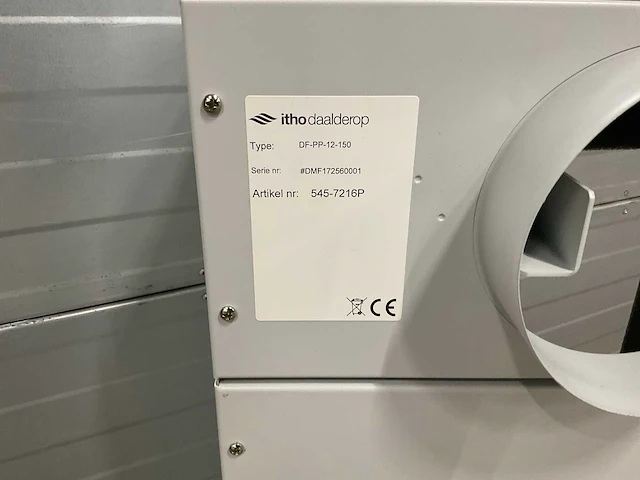 ithodaalderop
Type: DF-PP-12-150
Serie nr: #DMF172560001
Artikel nr: 545-7216P
CE